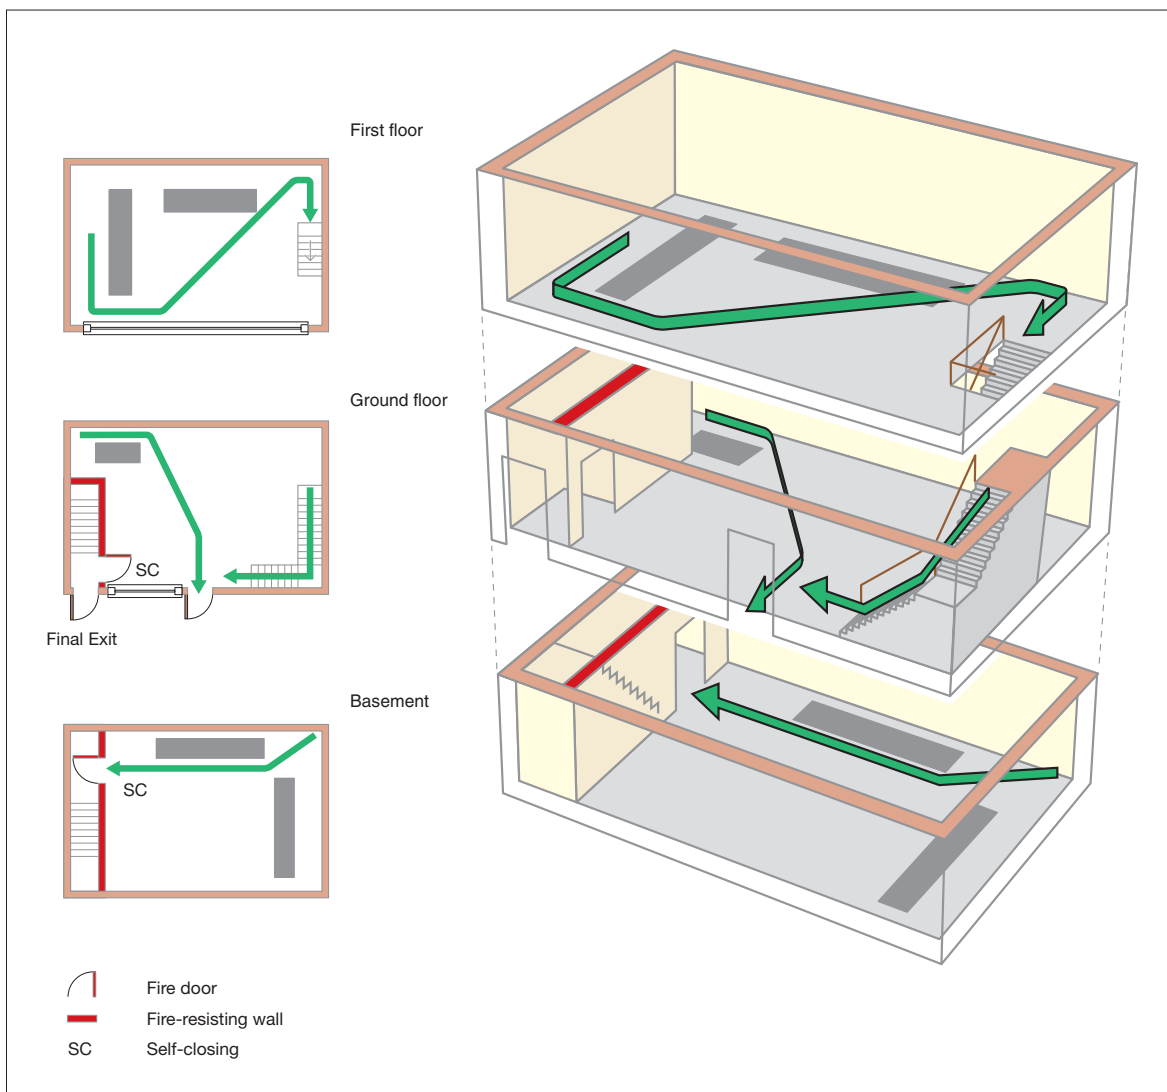 First floor
Ground floor
SC
Final Exit
Basement
SC
Fire door
Fire-resisting wall
SC Self-closing